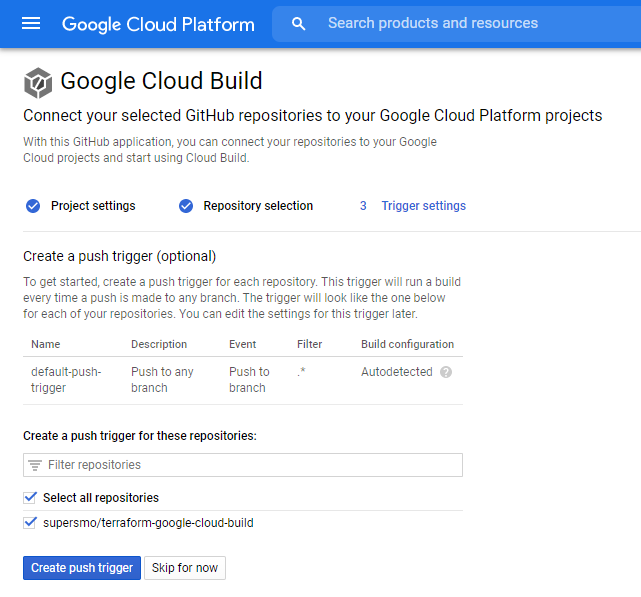 Google Cloud Platform
Search products and resources
Google Cloud Build
Connect your selected GitHub repositories to your Google Cloud Platform projects
With this GitHub application, you can connect your repositories to your Google
Cloud projects and start using Cloud Build.
Project settings Repository selection 3 Trigger settings
Create a push trigger (optional)
To get started, create a push trigger for each repository. This trigger will run a build
every time a push is made to any branch. The trigger will look like the one below
for each of your repositories. You can edit the settings for this trigger later.
Name Description Event Filter Build configuration
default-push- Push to any Push to .* Autodetected ?
trigger branch branch
Create a push trigger for these repositories:
Filter repositories
Select all repositories
supersmo/terraform-google-cloud-build
Create push trigger Skip for now